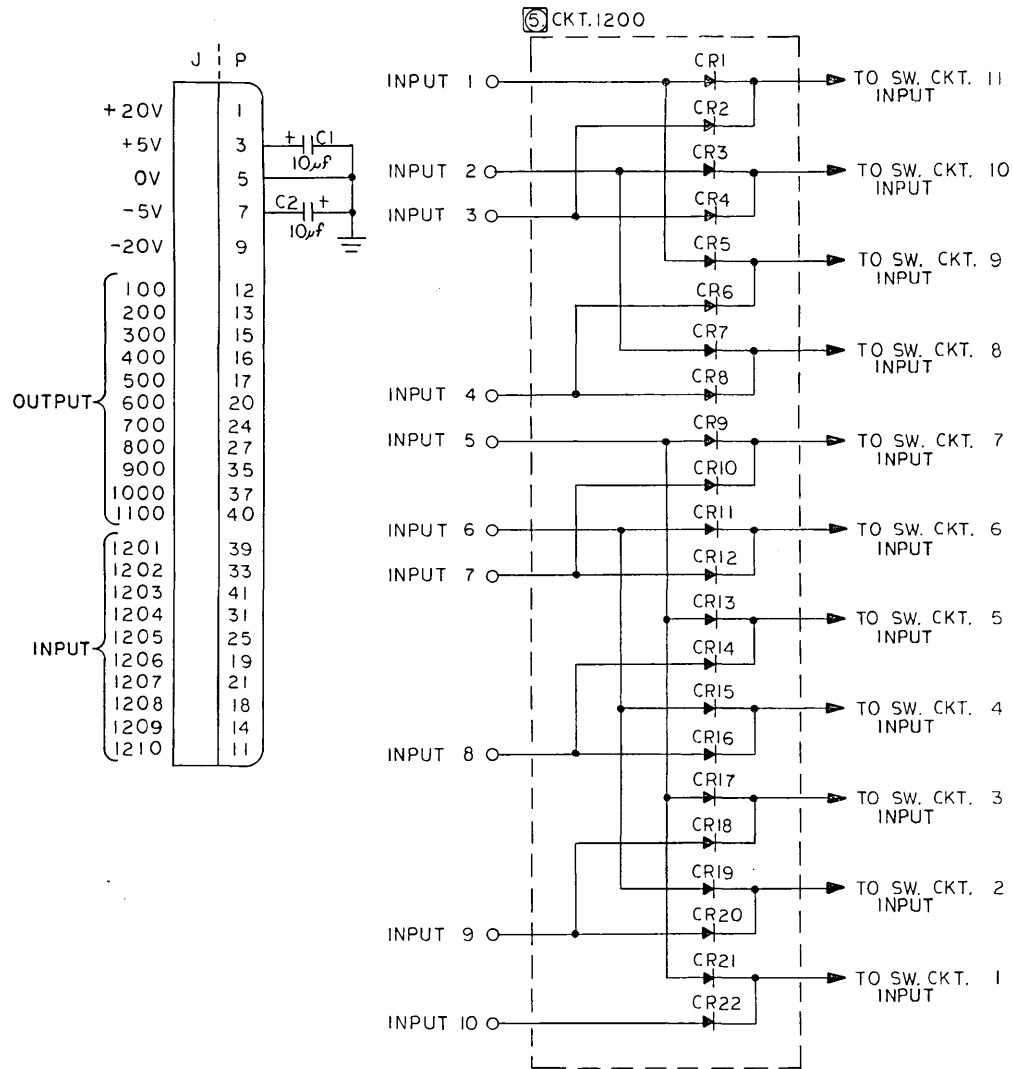 J P
+20V 1
+5V 3
0V 5
-5V 7
-20V 9
+ C1
10µf
C2 +
10µf
OUTPUT
100 12
200 13
300 15
400 16
500 17
600 20
700 24
800 27
900 35
1000 37
1100 40
INPUT
1201 39
1202 33
1203 41
1204 31
1205 25
1206 19
1207 21
1208 18
1209 14
1210 11
5 CKT.1200
INPUT 1
INPUT 2
INPUT 3
INPUT 4
INPUT 5
INPUT 6
INPUT 7
INPUT 8
INPUT 9
INPUT 10
CR1
CR2
CR3
CR4
CR5
CR6
CR7
CR8
CR9
CR10
CR11
CR12
CR13
CR14
CR15
CR16
CR17
CR18
CR19
CR20
CR21
CR22
TO SW. CKT. 11
INPUT
TO SW. CKT. 10
INPUT
TO SW. CKT. 9
INPUT
TO SW. CKT. 8
INPUT
TO SW. CKT. 7
INPUT
TO SW. CKT. 6
INPUT
TO SW. CKT. 5
INPUT
TO SW. CKT. 4
INPUT
TO SW. CKT. 3
INPUT
TO SW. CKT. 2
INPUT
TO SW. CKT. 1
INPUT